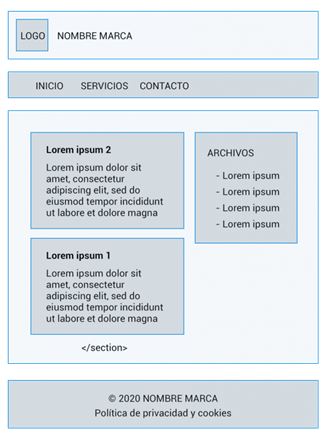 LOGO NOMBRE MARCA
INICIO SERVICIOS CONTACTO
Lorem ipsum 2
Lorem ipsum dolor sit
amet, consectetur
adipiscing elit, sed do
eiusmod tempor incididunt
ut labore et dolore magna
ARCHIVOS
- Lorem ipsum
- Lorem ipsum
- Lorem ipsum
- Lorem ipsum
Lorem ipsum 1
Lorem ipsum dolor sit
amet, consectetur
adipiscing elit, sed do
eiusmod tempor incididunt
ut labore et dolore magna
</section>
© 2020 NOMBRE MARCA
Política de privacidad y cookies